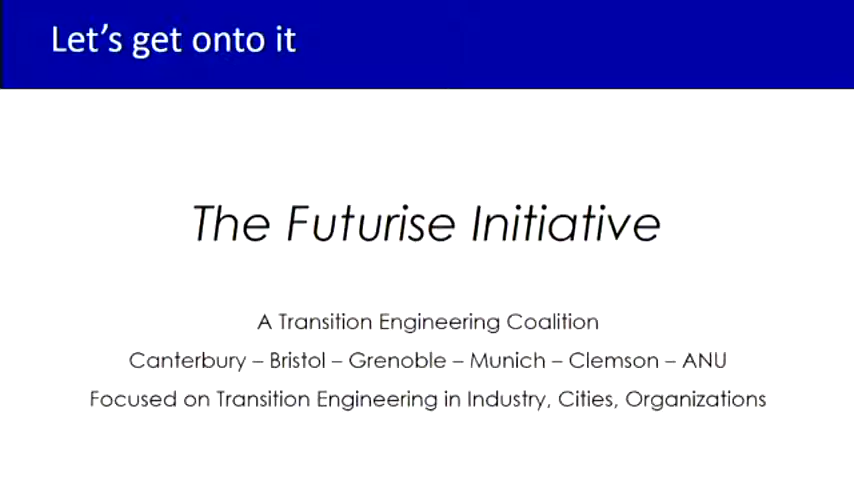 Let's get onto it
The Futurise Initiative
A Transition Engineering Coalition
Canterbury – Bristol – Grenoble – Munich – Clemson – ANU
Focused on Transition Engineering in Industry, Cities, Organizations